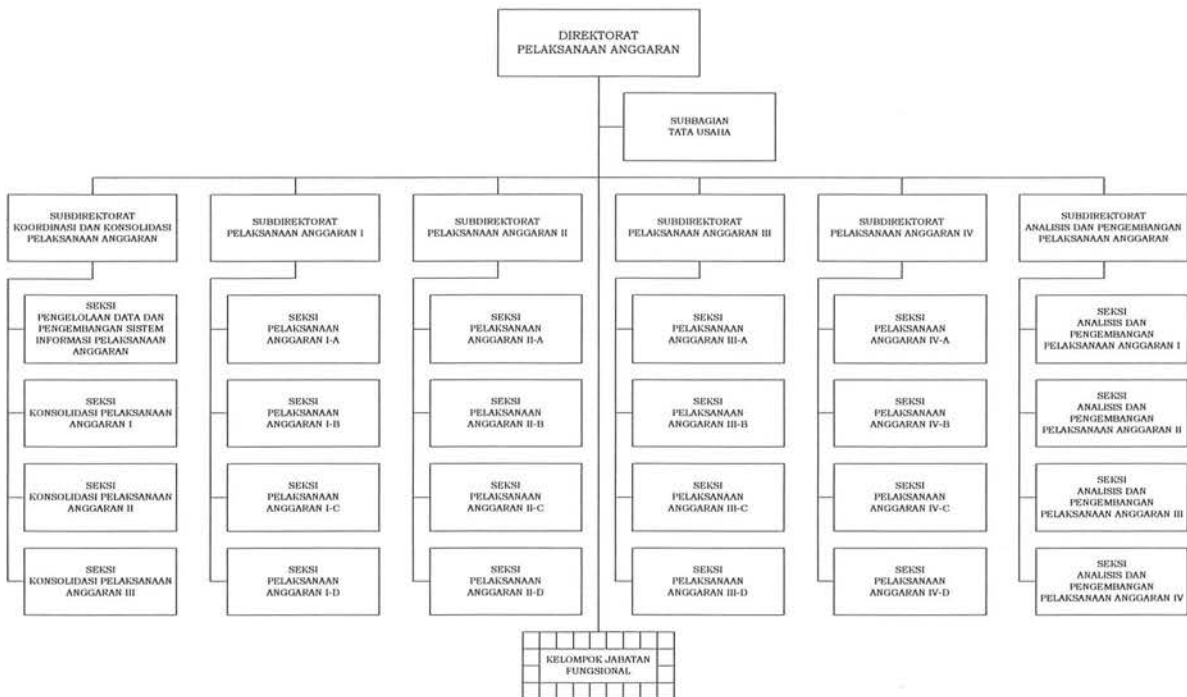 DIREKTORAT
PELAKSANAAN ANGGARAN
SUBBAGIAN
TATA USAHA
SUBDIREKTORAT
KOORDINASI DAN KONSOLIDASI
PELAKSANAAN ANGGARAN
SUBDIREKTORAT
PELAKSANAAN ANGGARAN I
SUBDIREKTORAT
PELAKSANAAN ANGGARAN II
SUBDIREKTORAT
PELAKSANAAN ANGGARAN III
SUBDIREKTORAT
PELAKSANAAN ANGGARAN IV
SUBDIREKTORAT
ANALISIS DAN PENGEMBANGAN
PELAKSANAAN ANGGARAN
SEKSI
PENGELOLAAN DATA DAN
PENGEMBANGAN SISTEM
INFORMASI PELAKSANAAN
ANGGARAN
SEKSI
PELAKSANAAN
ANGGARAN I-A
SEKSI
PELAKSANAAN
ANGGARAN II-A
SEKSI
PELAKSANAAN
ANGGARAN III-A
SEKSI
PELAKSANAAN
ANGGARAN IV-A
SEKSI
ANALISIS DAN
PENGEMBANGAN
PELAKSANAAN ANGGARAN I
SEKSI
KONSOLIDASI PELAKSANAAN
ANGGARAN I
SEKSI
PELAKSANAAN
ANGGARAN I-B
SEKSI
PELAKSANAAN
ANGGARAN II-B
SEKSI
PELAKSANAAN
ANGGARAN III-B
SEKSI
PELAKSANAAN
ANGGARAN IV-B
SEKSI
ANALISIS DAN
PENGEMBANGAN
PELAKSANAAN ANGGARAN II
SEKSI
KONSOLIDASI PELAKSANAAN
ANGGARAN II
SEKSI
PELAKSANAAN
ANGGARAN I-C
SEKSI
PELAKSANAAN
ANGGARAN II-C
SEKSI
PELAKSANAAN
ANGGARAN III-C
SEKSI
PELAKSANAAN
ANGGARAN IV-C
SEKSI
ANALISIS DAN
PENGEMBANGAN
PELAKSANAAN ANGGARAN III
SEKSI
KONSOLIDASI PELAKSANAAN
ANGGARAN III
SEKSI
PELAKSANAAN
ANGGARAN I-D
SEKSI
PELAKSANAAN
ANGGARAN II-D
SEKSI
PELAKSANAAN
ANGGARAN III-D
SEKSI
PELAKSANAAN
ANGGARAN IV-D
SEKSI
ANALISIS DAN
PENGEMBANGAN
PELAKSANAAN ANGGARAN IV
KELOMPOK JABATAN
FUNGSIONAL